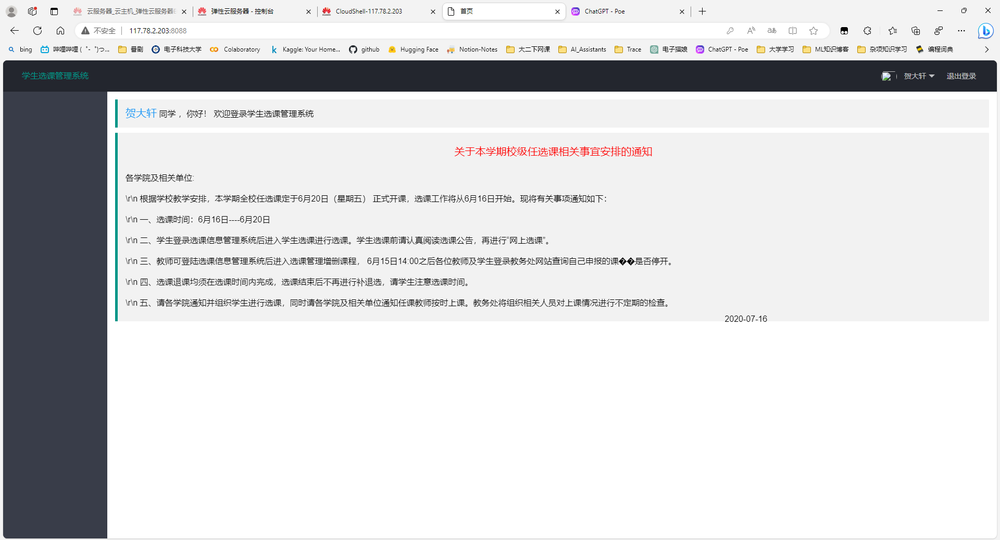 云服务器_云主机_弹性云服务器E
弹性云服务器 - 控制台
CloudShell-117.78.2.203
首页
ChatGPT - Poe
不安全
117.78.2.203:8088
bing
哔哩哔哩 ( ゜- ゜)つ...
番剧
电子科技大学
Colaboratory
Kaggle: Your Home...
github
Hugging Face
Notion-Notes
大二下网课
AI_Assistants
Trace
电子猫娘
ChatGPT - Poe
大学学习
ML知识博客
杂项知识学习
编程词典
学生选课管理系统
贺大轩
退出登录
贺大轩 同学 ，你好！ 欢迎登录学生选课管理系统
关于本学期校级任选课相关事宜安排的通知
各学院及相关单位:
\r\n 根据学校教学安排，本学期全校任选课定于6月20日（星期五） 正式开课，选课工作将从6月16日开始。现将有关事项通知如下：
\r\n 一、选课时间：6月16日----6月20日
\r\n 二、学生登录选课信息管理系统后进入学生选课进行选课。学生选课前请认真阅读选课公告，再进行“网上选课”。
\r\n 三、教师可登陆选课信息管理系统后进入选课管理增删课程， 6月15日14:00之后各位教师及学生登录教务处网站查询自己申报的课��是否停开。
\r\n 四、选课退课均须在选课时间内完成，选课结束后不再进行补退选，请学生注意选课时间。
\r\n 五、请各学院通知并组织学生进行选课，同时请各学院及相关单位通知任课教师按时上课。教务处将组织相关人员对上课情况进行不定期的检查。
2020-07-16